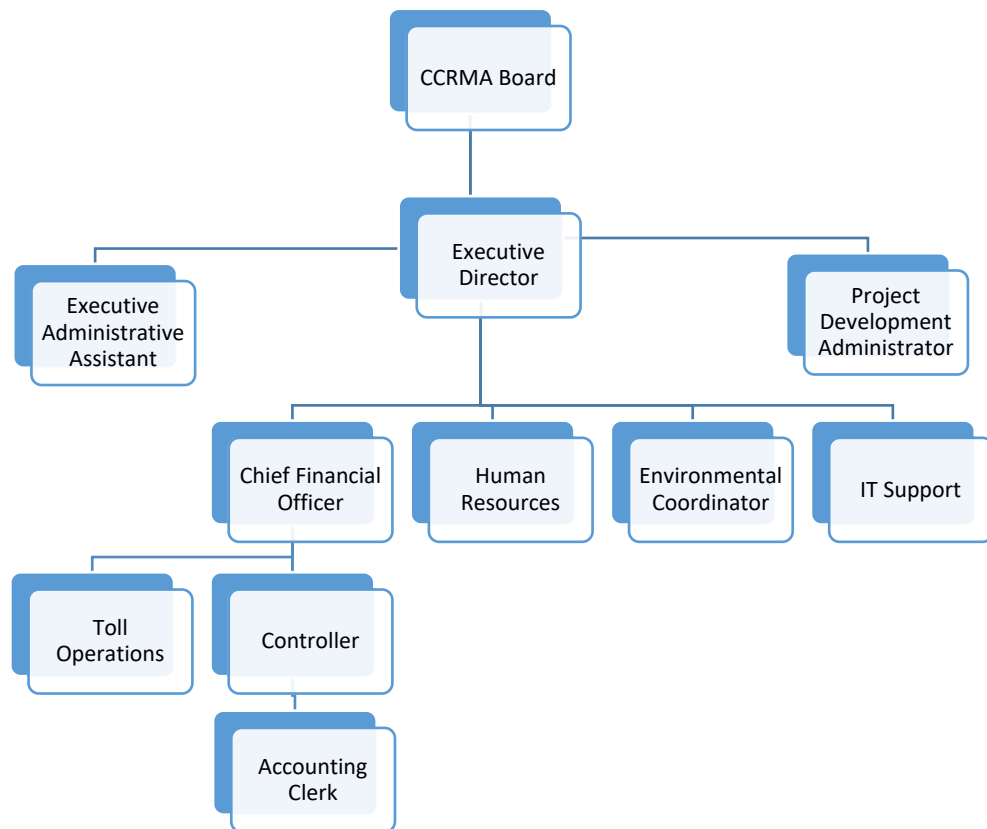 CCRMA Board
Executive
Director
Executive
Administrative
Assistant
Project
Development
Administrator
Chief Financial
Officer
Human
Resources
Environmental
Coordinator
IT Support
Toll
Operations
Controller
Accounting
Clerk